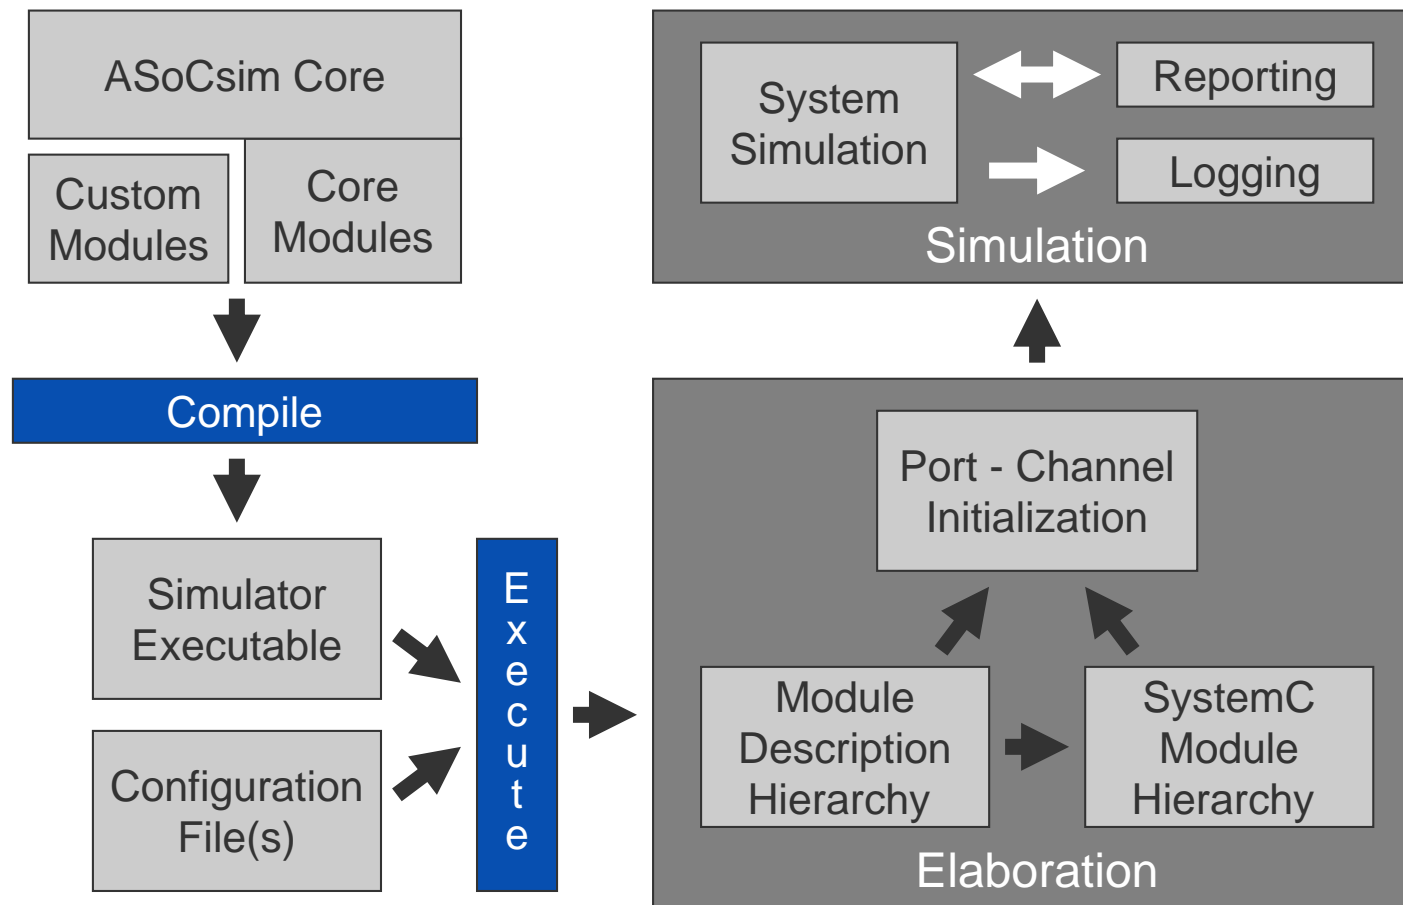 ASoCsim Core
Custom
Modules
Core
Modules
Compile
Simulator
Executable
Configuration
File(s)
Execute
System
Simulation
Reporting
Logging
Simulation
Port - Channel
Initialization
Module
Description
Hierarchy
SystemC
Module
Hierarchy
Elaboration